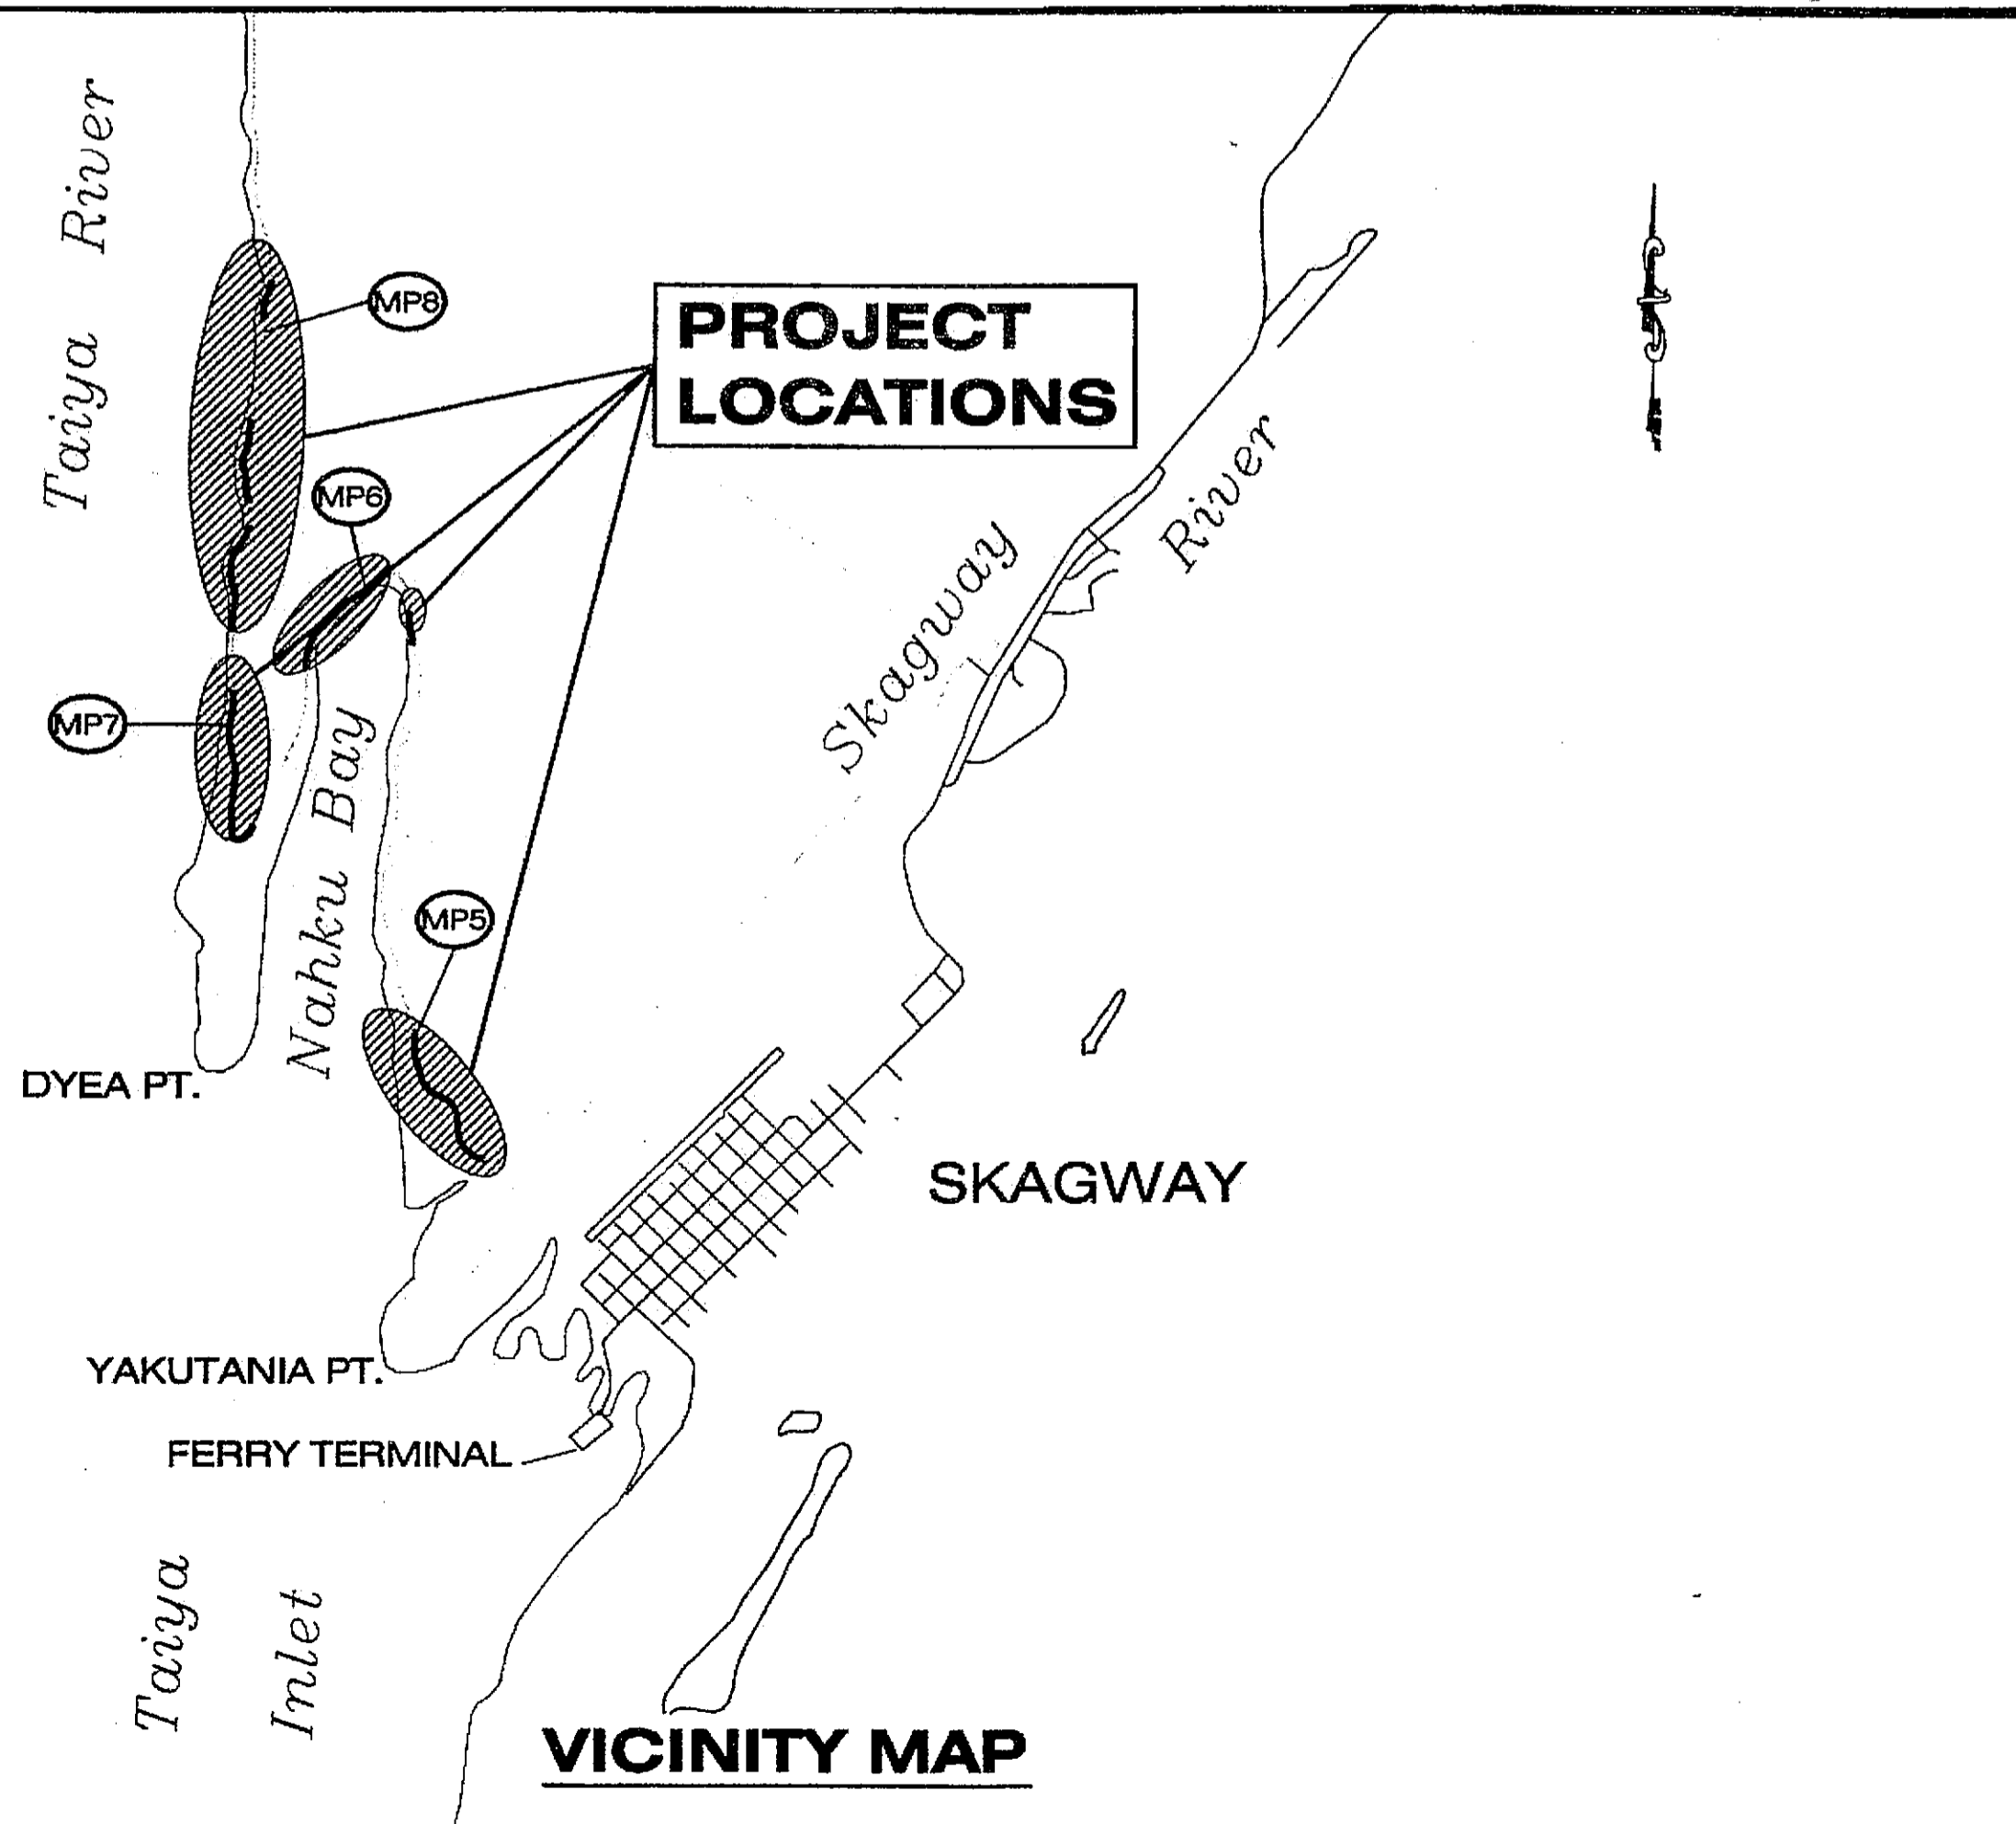 Taiya River
MP8
PROJECT
LOCATIONS
MP6
Skagway River
MP7
Nahku Bay
MP5
DYEA PT.
SKAGWAY
YAKUTANIA PT.
FERRY TERMINAL
Taiya Inlet
VICINITY MAP